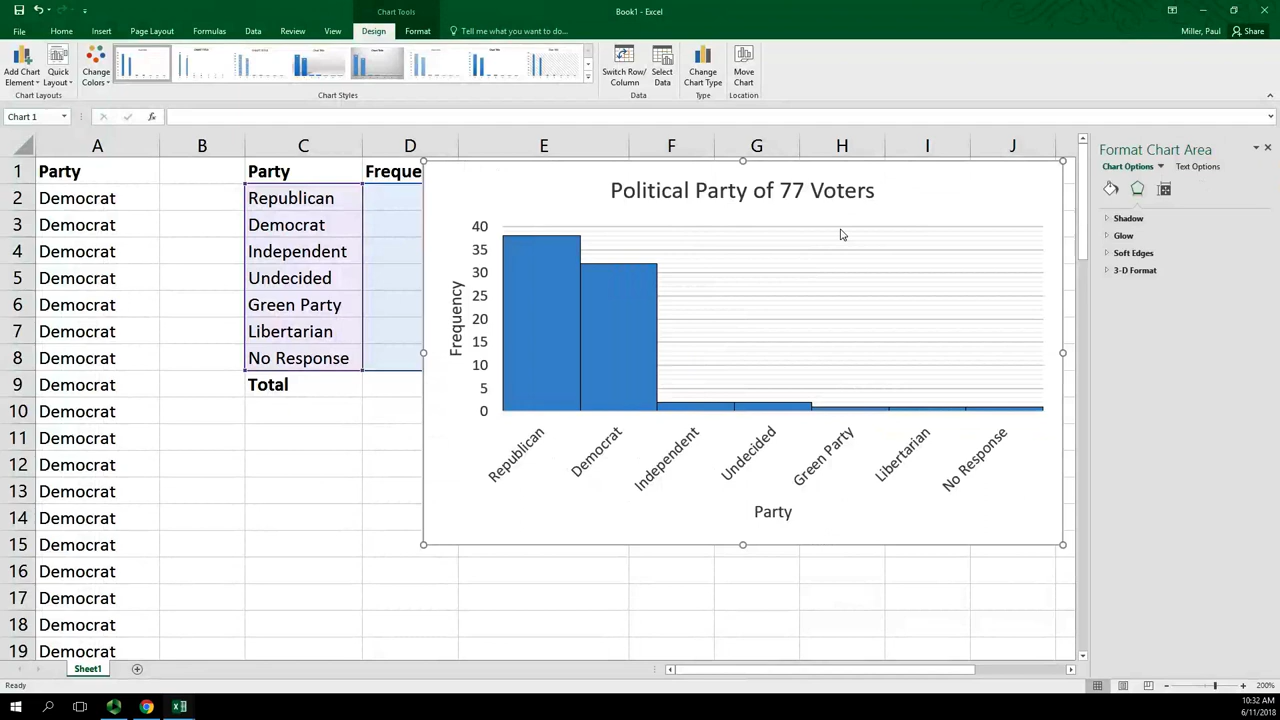 Chart Tools
Book1 - Excel
File Home Insert Page Layout Formulas Data Review View Design Format Tell me what you want to do... Miller, Paul Share
Add Chart Element
Quick Layout
Change Colors
Switch Row/Column
Select Data
Change Chart Type
Move Chart
Chart Layouts Chart Styles Data Type Location
Chart 1 fx
A B C D E F G H I J
1 Party Party Freque
2 Democrat Republican
3 Democrat Democrat
4 Democrat Independent
5 Democrat Undecided
6 Democrat Green Party
7 Democrat Libertarian
8 Democrat No Response
9 Democrat Total
10 Democrat
11 Democrat
12 Democrat
13 Democrat
14 Democrat
15 Democrat
16 Democrat
17 Democrat
18 Democrat
19 Democrat
Political Party of 77 Voters
Frequency
40
35
30
25
20
15
10
5
0
Republican Democrat Independent Undecided Green Party Libertarian No Response
Party
Format Chart Area
Chart Options Text Options
Shadow
Glow
Soft Edges
3-D Format
Sheet1
Ready 200%
10:32 AM
6/11/2018